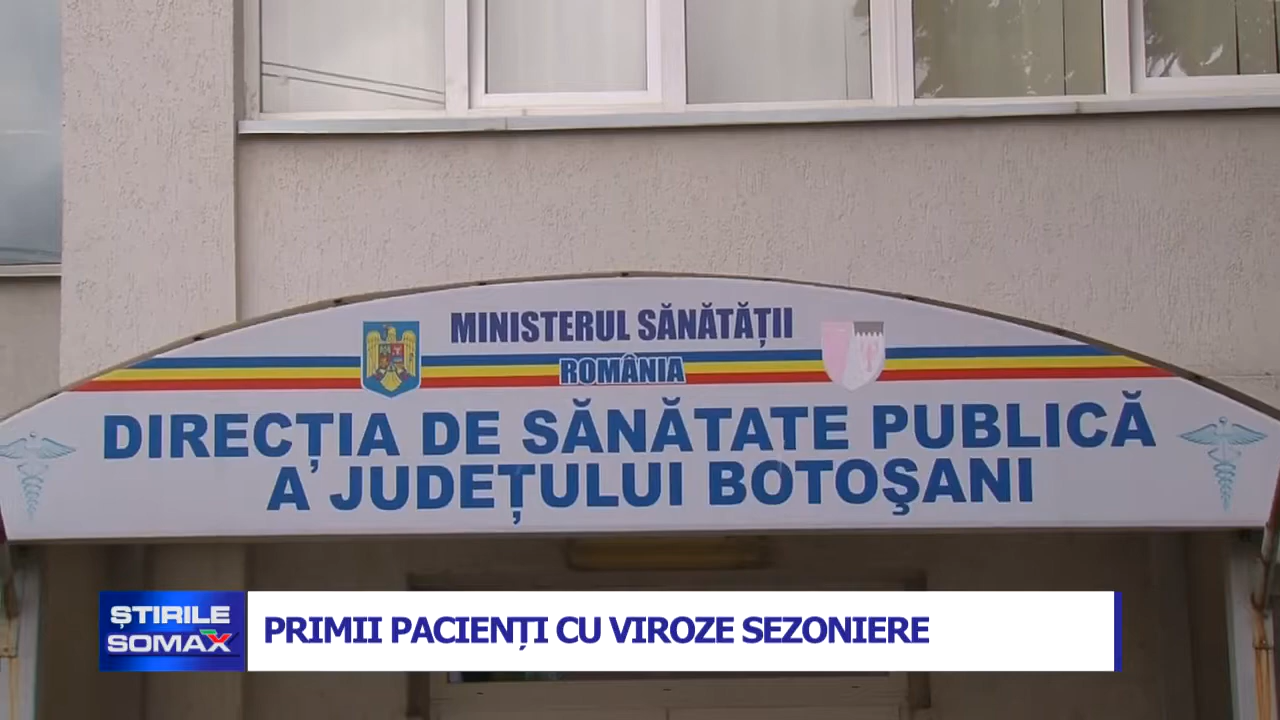 MINISTERUL SĂNĂTĂȚII
ROMÂNIA
DIRECȚIA DE SĂNĂTATE PUBLICĂ
A JUDEȚULUI BOTOŞANI
ȘTIRILE
SOMAX
PRIMII PACIENȚI CU VIROZE SEZONIERE